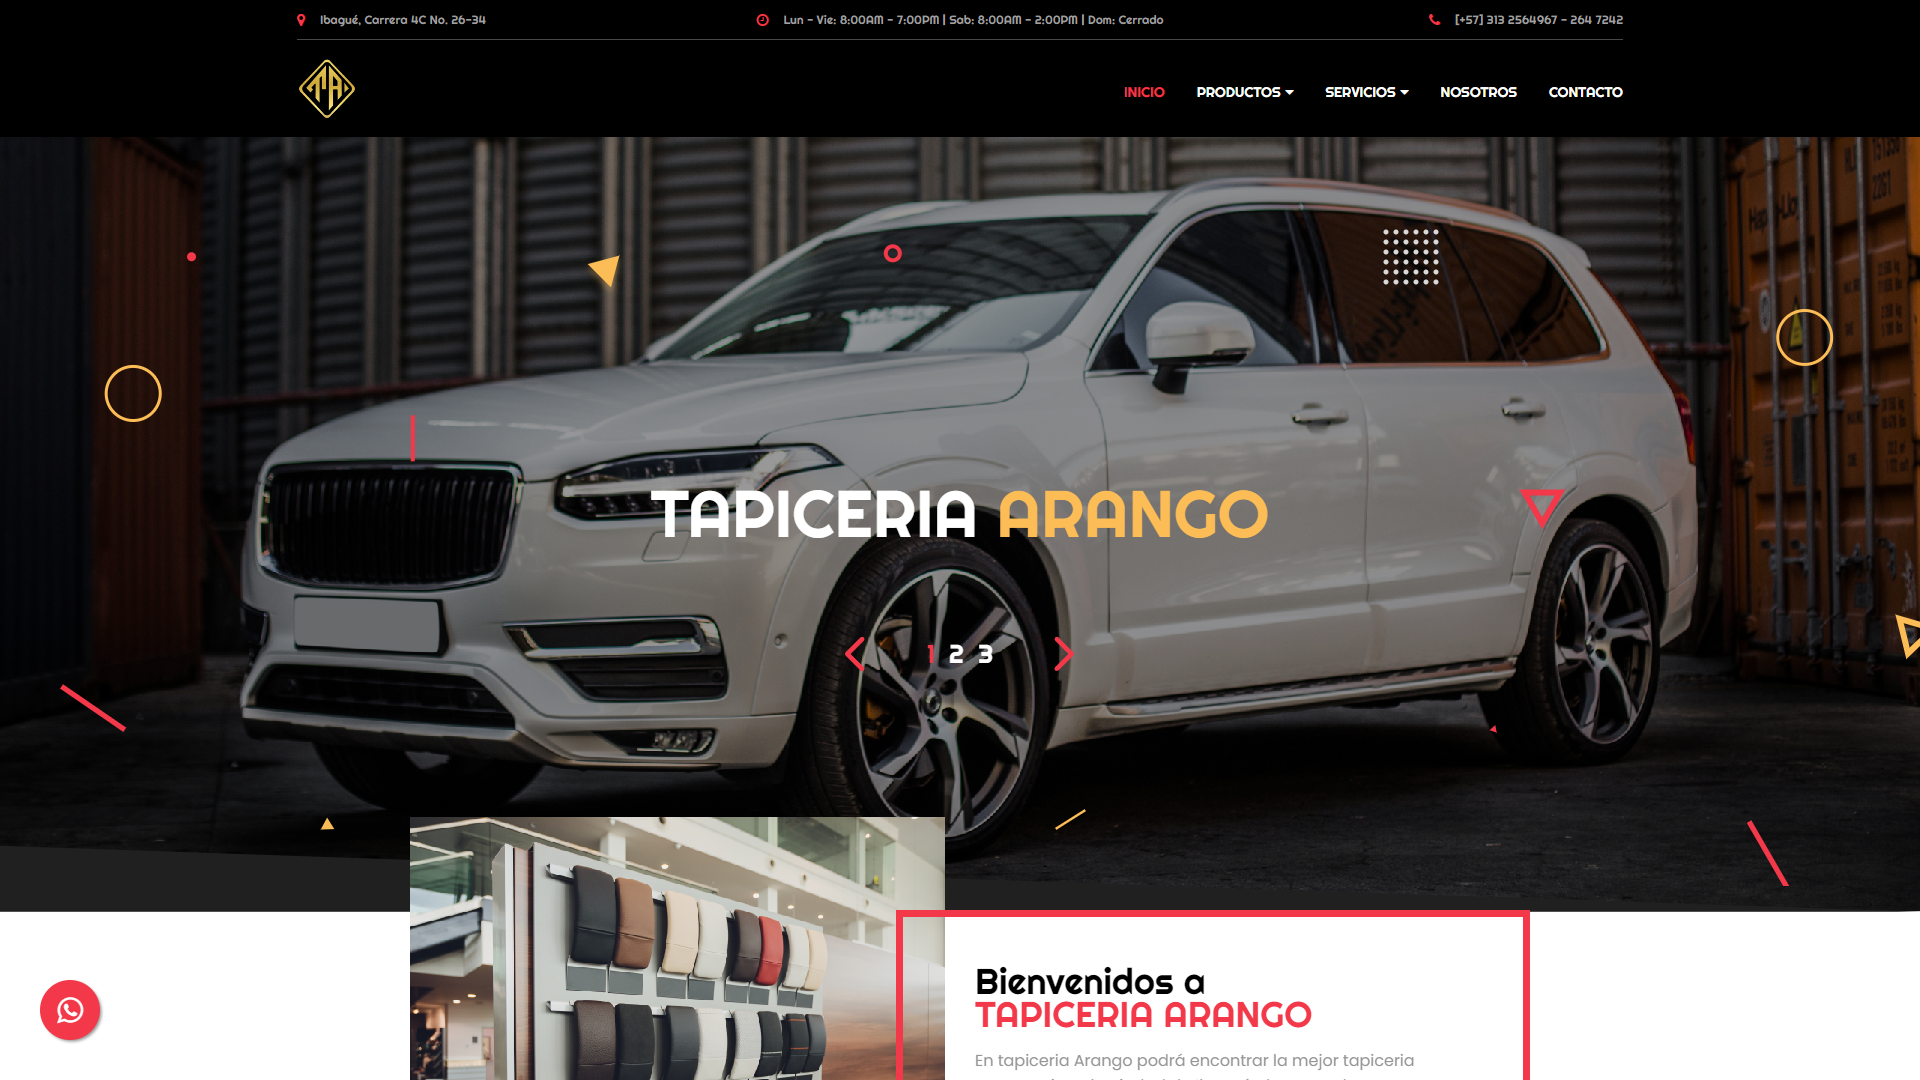 Ibagué, Carrera 4C No. 26-34
Lun - Vie: 8:00AM - 7:00PM | Sab: 8:00AM - 2:00PM | Dom: Cerrado
[+57] 313 2564967 - 264 7242
TA
INICIO
PRODUCTOS
SERVICIOS
NOSOTROS
CONTACTO
TAPICERIA ARANGO
1 2 3
Bienvenidos a
TAPICERIA ARANGO
En tapiceria Arango podrá encontrar la mejor tapiceria